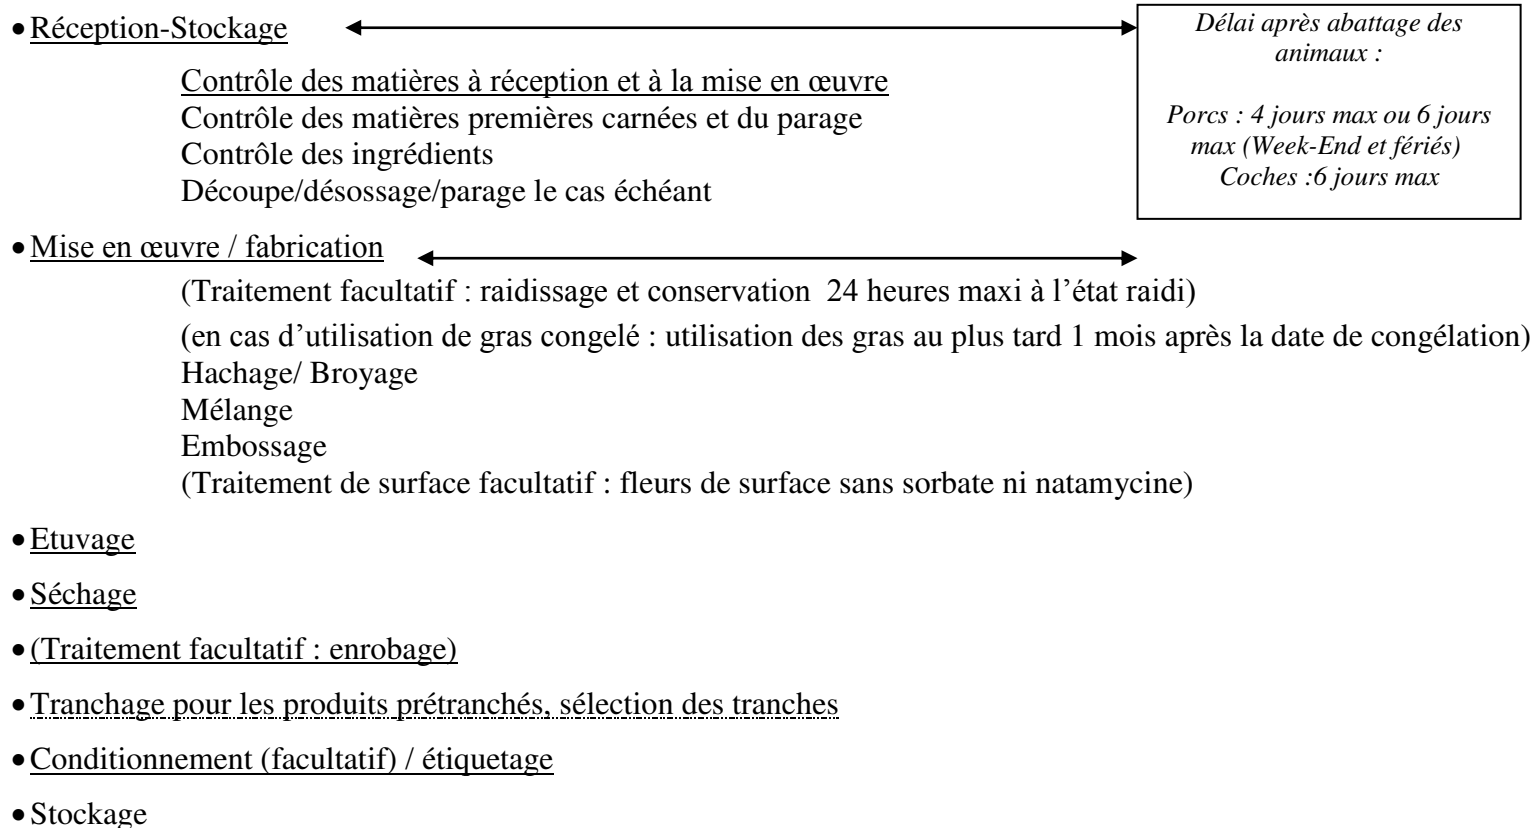 • Réception-Stockage
Délai après abattage des
animaux :
Porcs : 4 jours max ou 6 jours
max (Week-End et fériés)
Coches :6 jours max
Contrôle des matières à réception et à la mise en œuvre
Contrôle des matières premières carnées et du parage
Contrôle des ingrédients
Découpe/désossage/parage le cas échéant
• Mise en œuvre / fabrication
(Traitement facultatif : raidissage et conservation 24 heures maxi à l'état raidi)
(en cas d'utilisation de gras congelé : utilisation des gras au plus tard 1 mois après la date de congélation)
Hachage/ Broyage
Mélange
Embossage
(Traitement de surface facultatif : fleurs de surface sans sorbate ni natamycine)
• Etuvage
• Séchage
• (Traitement facultatif : enrobage)
• Tranchage pour les produits prétranchés, sélection des tranches
• Conditionnement (facultatif) / étiquetage
• Stockage